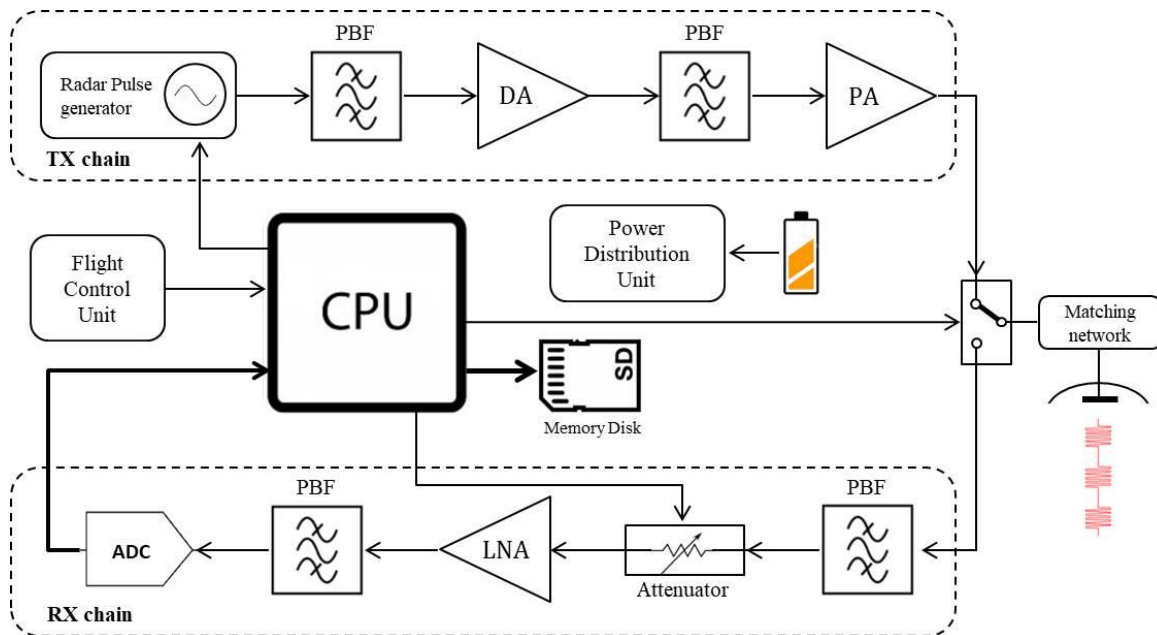 PBF
PBF
Radar Pulse
generator
DA
PA
TX chain
Flight
Control
Unit
CPU
Power
Distribution
Unit
Matching
network
SD
Memory Disk
PBF
PBF
ADC
LNA
Attenuator
RX chain